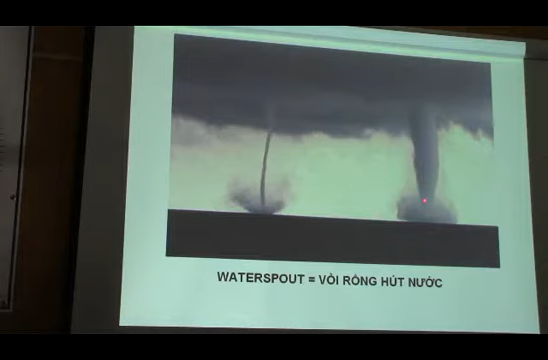 WATERSPOUT = VÒI RỒNG HÚT NƯỚC